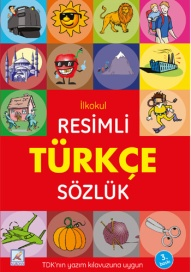 İlkokul
RESİMLİ
TÜRKÇE
SÖZLÜK
TDK'nın yazım kılavuzuna uygun